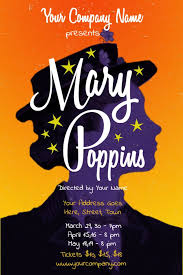 Your Company Name
presents
Mary
Poppins
Directed by Your Name
Your Address Goes
Here, Street, Town
March 29, 30 - 7pm
April 15, 16 - 8 pm
May 18, 19 - 8 pm
Tickets $12, $15, $18
www.yourcompany.com